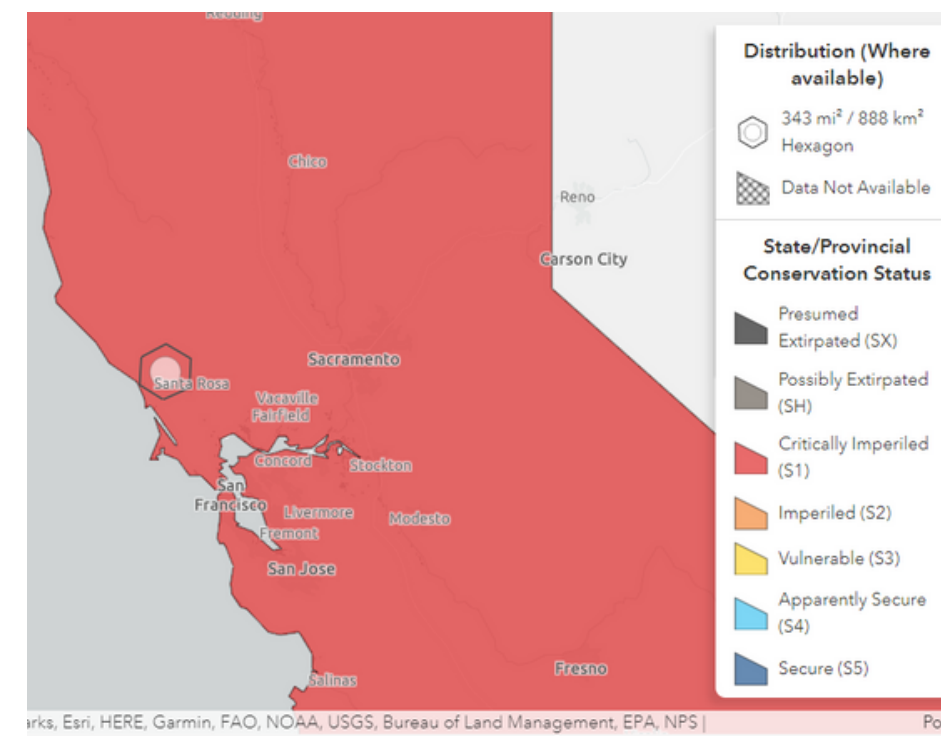 Redding
Chico
Reno
Carson City
Sacramento
Santa Rosa
Vacaville
Fairfield
Concord
Stockton
San
Francisco
Livermore
Modesto
Fremont
San Jose
Fresno
Salinas
Distribution (Where
available)
343 mi² / 888 km²
Hexagon
Data Not Available
State/Provincial
Conservation Status
Presumed
Extirpated (SX)
Possibly Extirpated
(SH)
Critically Imperiled
(S1)
Imperiled (S2)
Vulnerable (S3)
Apparently Secure
(S4)
Secure (S5)
arks, Esri, HERE, Garmin, FAO, NOAA, USGS, Bureau of Land Management, EPA, NPS | Po